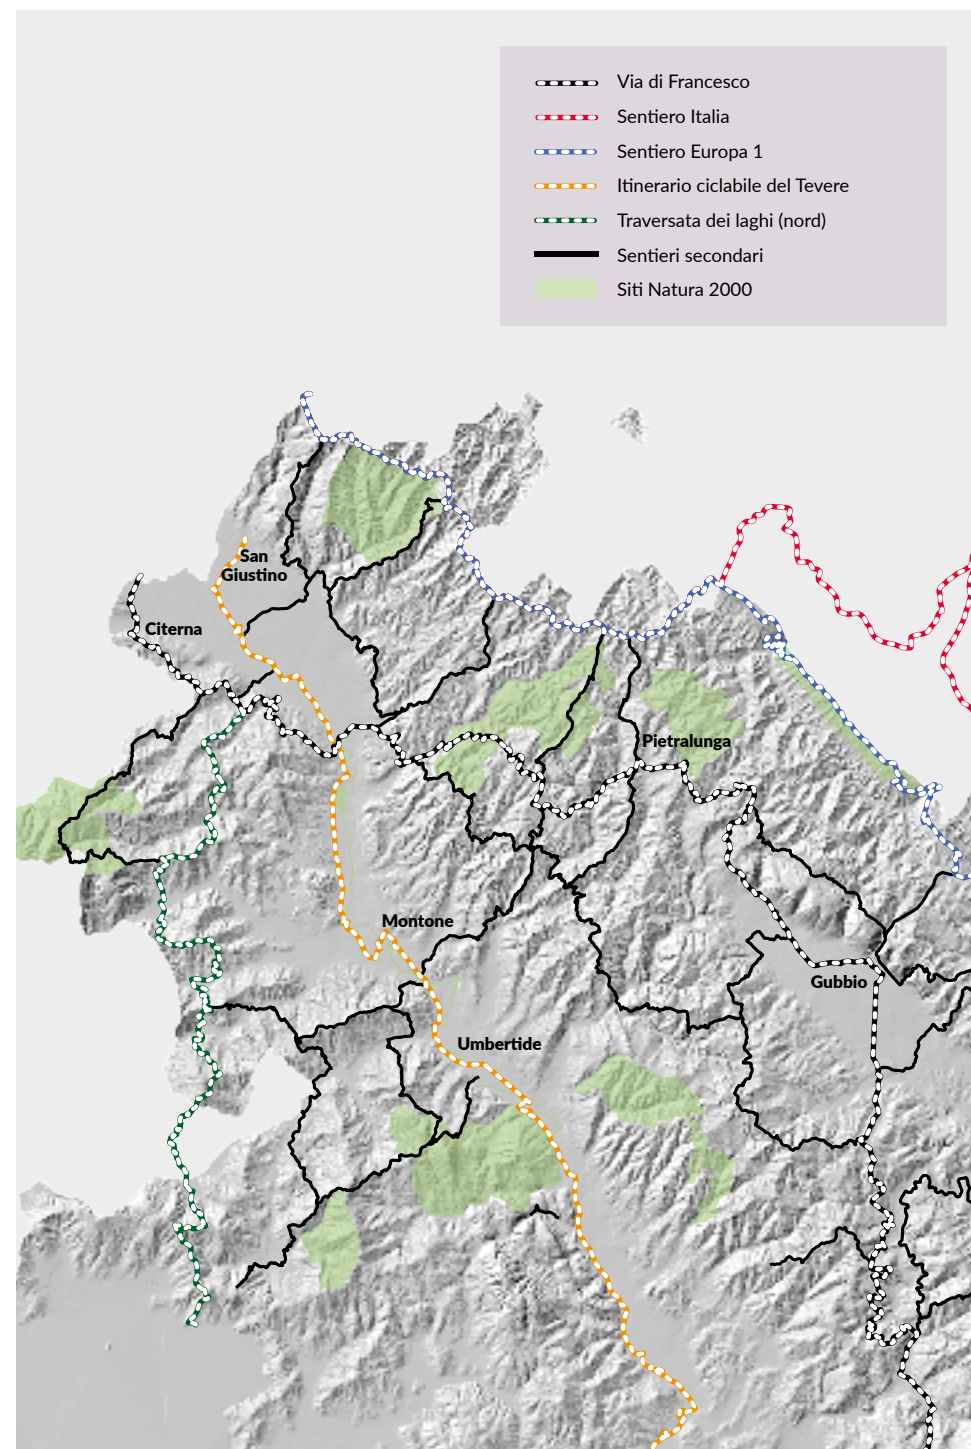 Via di Francesco
Sentiero Italia
Sentiero Europa 1
Itinerario ciclabile del Tevere
Traversata dei laghi (nord)
Sentieri secondari
Siti Natura 2000
San
Giustino
Citerna
Pietralunga
Montone
Gubbio
Umbertide